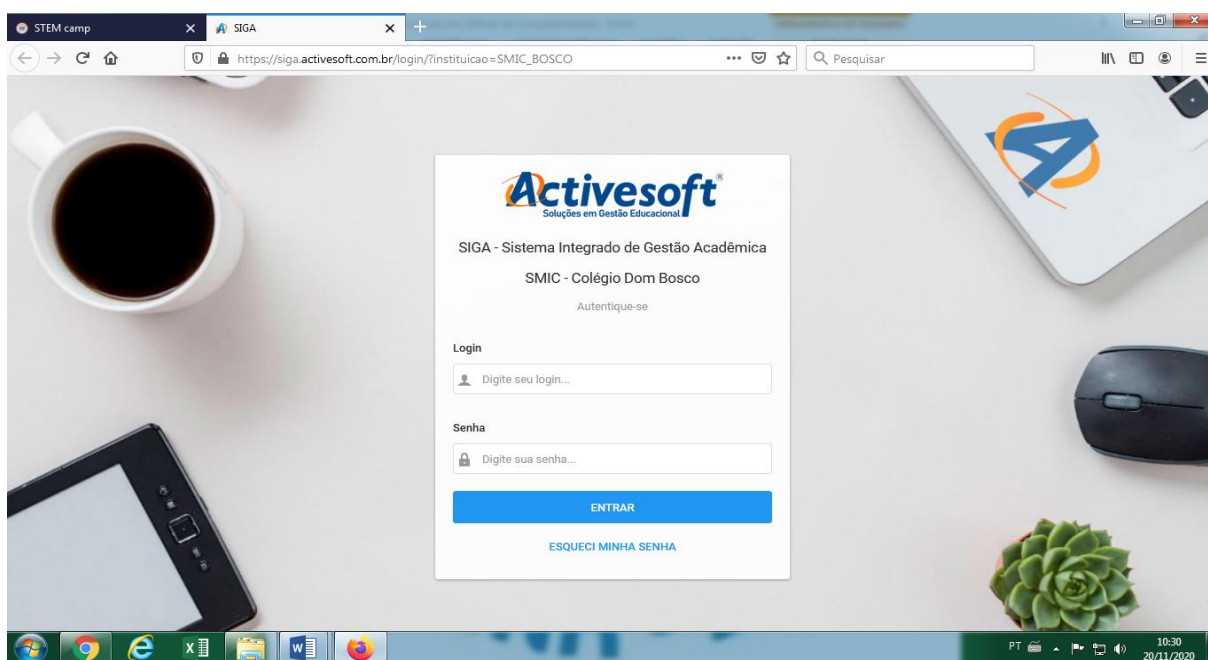 STEM camp
SIGA
https://siga.activesoft.com.br/login/?instituicao=SMIC_BOSCO
Pesquisar
Activesoft®
Soluções em Gestão Educacional
SIGA - Sistema Integrado de Gestão Acadêmica
SMIC - Colégio Dom Bosco
Autentique-se
Login
Digite seu login...
Senha
Digite sua senha...
ENTRAR
ESQUECI MINHA SENHA
PT
10:30
20/11/2020